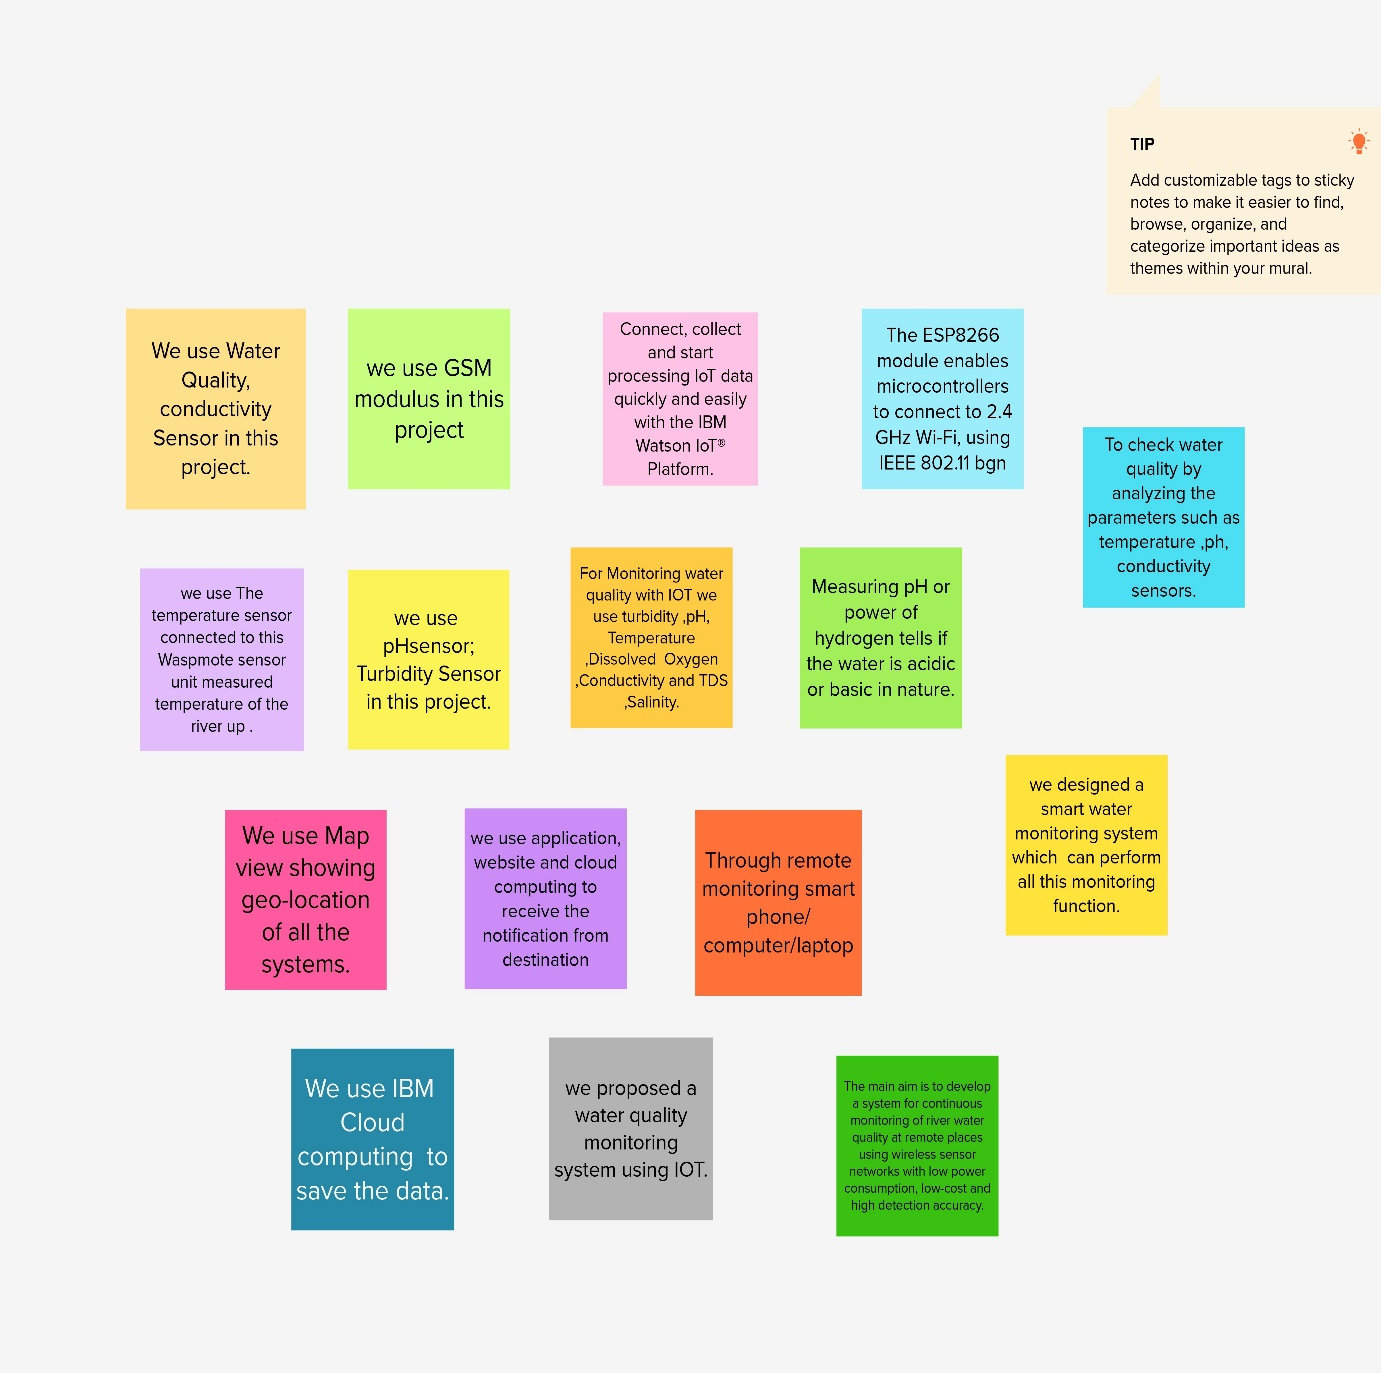 TIP
Add customizable tags to sticky
notes to make it easier to find,
browse, organize, and
categorize important ideas as
themes within your mural.
We use Water
Quality,
conductivity
Sensor in this
project.
we use GSM
modulus in this
project
Connect, collect
and start
processing IoT data
quickly and easily
with the IBM
Watson IoT®
Platform.
The ESP8266
module enables
microcontrollers
to connect to 2.4
GHz Wi-Fi, using
IEEE 802.11 bgn
To check water
quality by
analyzing the
parameters such as
temperature ,ph,
conductivity
sensors.
we use The
temperature sensor
connected to this
Waspmote sensor
unit measured
temperature of the
river up .
we use
pHsensor;
Turbidity Sensor
in this project.
For Monitoring water
quality with IOT we
use turbidity ,pH,
Temperature
,Dissolved  Oxygen
,Conductivity and TDS
,Salinity.
Measuring pH or
power of
hydrogen tells if
the water is acidic
or basic in nature.
we designed a
smart water
monitoring system
which  can perform
all this monitoring
function.
We use Map
view showing
geo-location
of all the
systems.
we use application,
website and cloud
computing to
receive the
notification from
destination
Through remote
monitoring smart
phone/
computer/laptop
We use IBM
Cloud
computing  to
save the data.
we proposed a
water quality
monitoring
system using IOT.
The main aim is to develop
a system for continuous
monitoring of river water
quality at remote places
using wireless sensor
networks with low power
consumption, low-cost and
high detection accuracy.